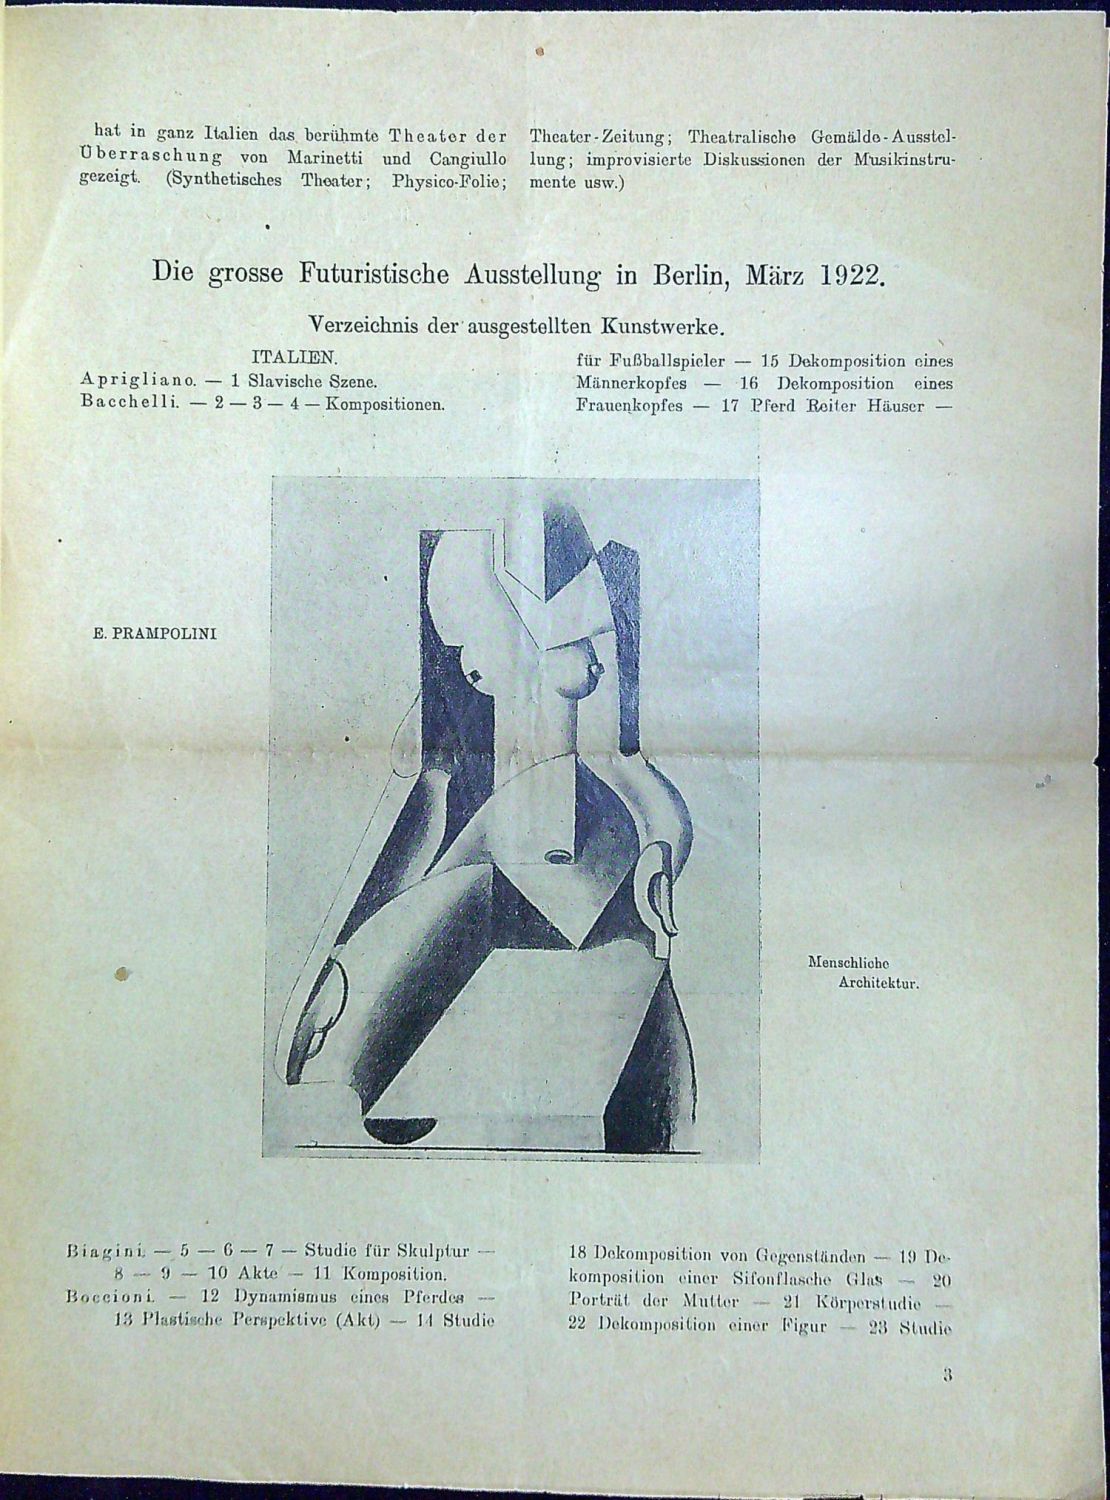 hat in ganz Italien das berühmte Theater der
Überraschung von Marinetti und Cangiullo
gezeigt. (Synthetisches Theater; Physico-Folie;
Theater-Zeitung; Theatralische Gemälde-Ausstel-
lung; improvisierte Diskussionen der Musikinstru-
mente usw.)
Die grosse Futuristische Ausstellung in Berlin, März 1922.
Verzeichnis der ausgestellten Kunstwerke.
ITALIEN.
Aprigliano. — 1 Slavische Szene.
Bacchelli. — 2 — 3 — 4 — Kompositionen.
E. PRAMPOLINI
Menschliche
Architektur.
Biagini. — 5 — 6 — 7 — Studie für Skulptur —
8 — 9 — 10 Akte — 11 Komposition.
Boccioni. — 12 Dynamismus eines Pferdes —
13 Plastische Perspektive (Akt) — 14 Studie
für Fußballspieler — 15 Dekomposition eines
Männerkopfes — 16 Dekomposition eines
Frauenkopfes — 17 Pferd Reiter Häuser —
18 Dekomposition von Gegenständen — 19 De-
komposition einer Sifonflasche Glas — 20
Porträt der Mutter — 21 Körperstudie —
22 Dekomposition einer Figur — 23 Studie
3